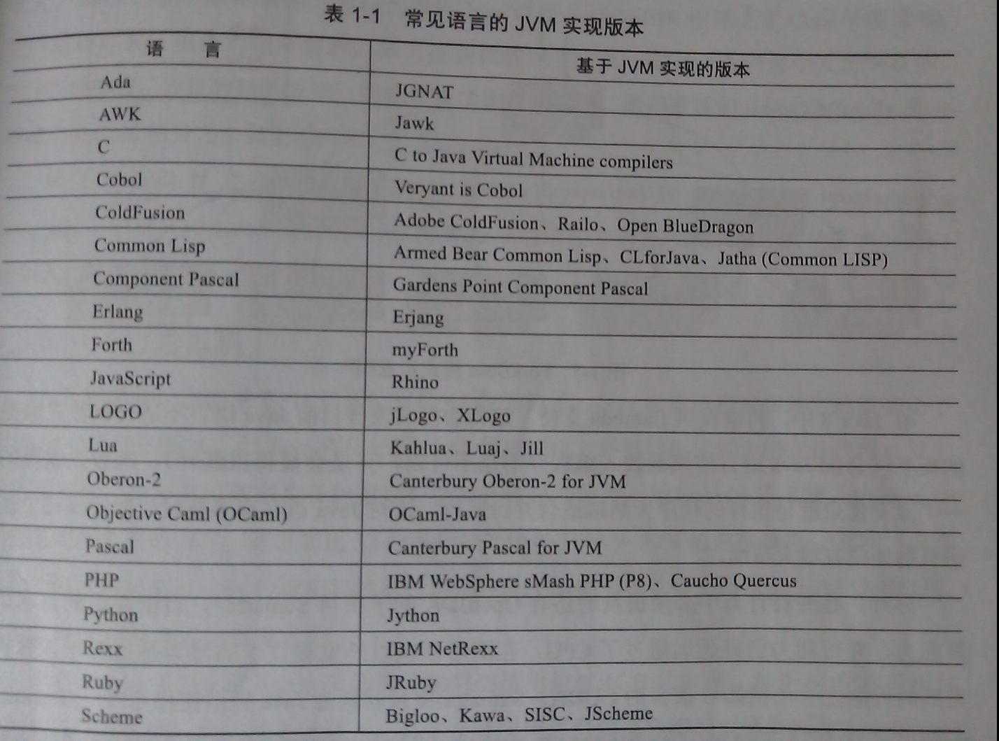 表 1-1 常见语言的 JVM 实现版本
语 言 基于 JVM 实现的版本
Ada JGNAT
AWK Jawk
C C to Java Virtual Machine compilers
Cobol Veryant is Cobol
ColdFusion Adobe ColdFusion、Railo、Open BlueDragon
Common Lisp Armed Bear Common Lisp、CLforJava、Jatha (Common LISP)
Component Pascal Gardens Point Component Pascal
Erlang Erjang
Forth myForth
JavaScript Rhino
LOGO jLogo、XLogo
Lua Kahlua、Luaj、Jill
Oberon-2 Canterbury Oberon-2 for JVM
Objective Caml (OCaml) OCaml-Java
Pascal Canterbury Pascal for JVM
PHP IBM WebSphere sMash PHP (P8)、Caucho Quercus
Python Jython
Rexx IBM NetRexx
Ruby JRuby
Scheme Bigloo、Kawa、SISC、JScheme